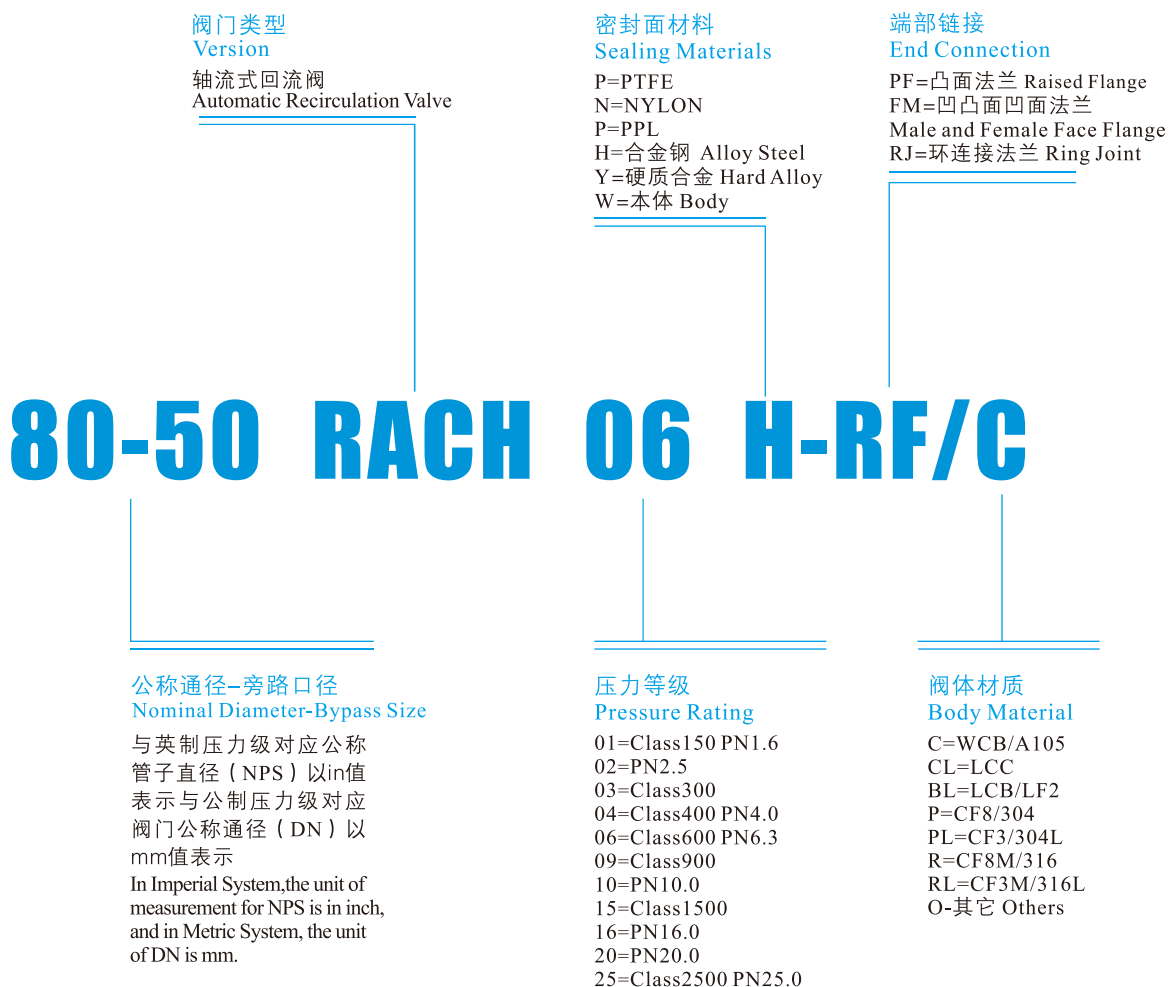 阀门类型
Version
轴流式回流阀
Automatic Recirculation Valve
密封面材料
Sealing Materials
P=PTFE
N=NYLON
P=PPL
H=合金钢 Alloy Steel
Y=硬质合金 Hard Alloy
W=本体 Body
端部链接
End Connection
PF=凸面法兰 Raised Flange
FM=凹凸面凹面法兰
Male and Female Face Flange
RJ=环连接法兰 Ring Joint
80-50 RACH 06 H-RF/C
公称通径–旁路口径
Nominal Diameter-Bypass Size
与英制压力级对应公称
管子直径（NPS）以in值
表示与公制压力级对应
阀门公称通径（DN）以
mm值表示
In Imperial System,the unit of
measurement for NPS is in inch,
and in Metric System, the unit
of DN is mm.
压力等级
Pressure Rating
01=Class150 PN1.6
02=PN2.5
03=Class300
04=Class400 PN4.0
06=Class600 PN6.3
09=Class900
10=PN10.0
15=Class1500
16=PN16.0
20=PN20.0
25=Class2500 PN25.0
阀体材质
Body Material
C=WCB/A105
CL=LCC
BL=LCB/LF2
P=CF8/304
PL=CF3/304L
R=CF8M/316
RL=CF3M/316L
O-其它 Others